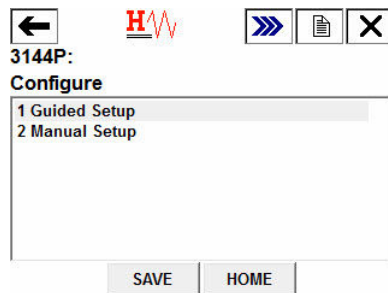 H
3144P:
Configure
1 Guided Setup
2 Manual Setup
SAVE HOME